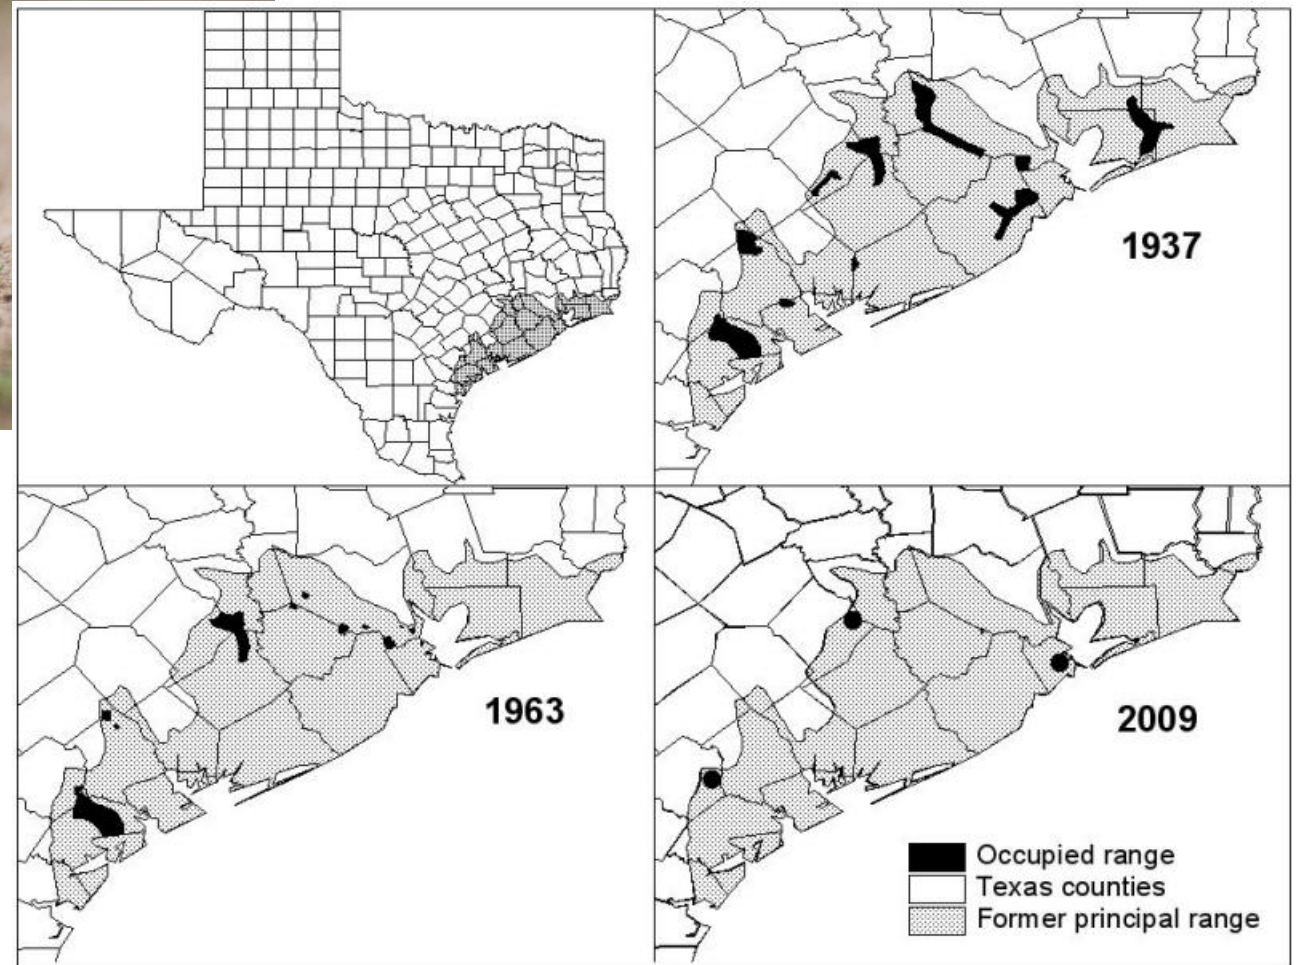 1937
1963
2009
Occupied range
Texas counties
Former principal range